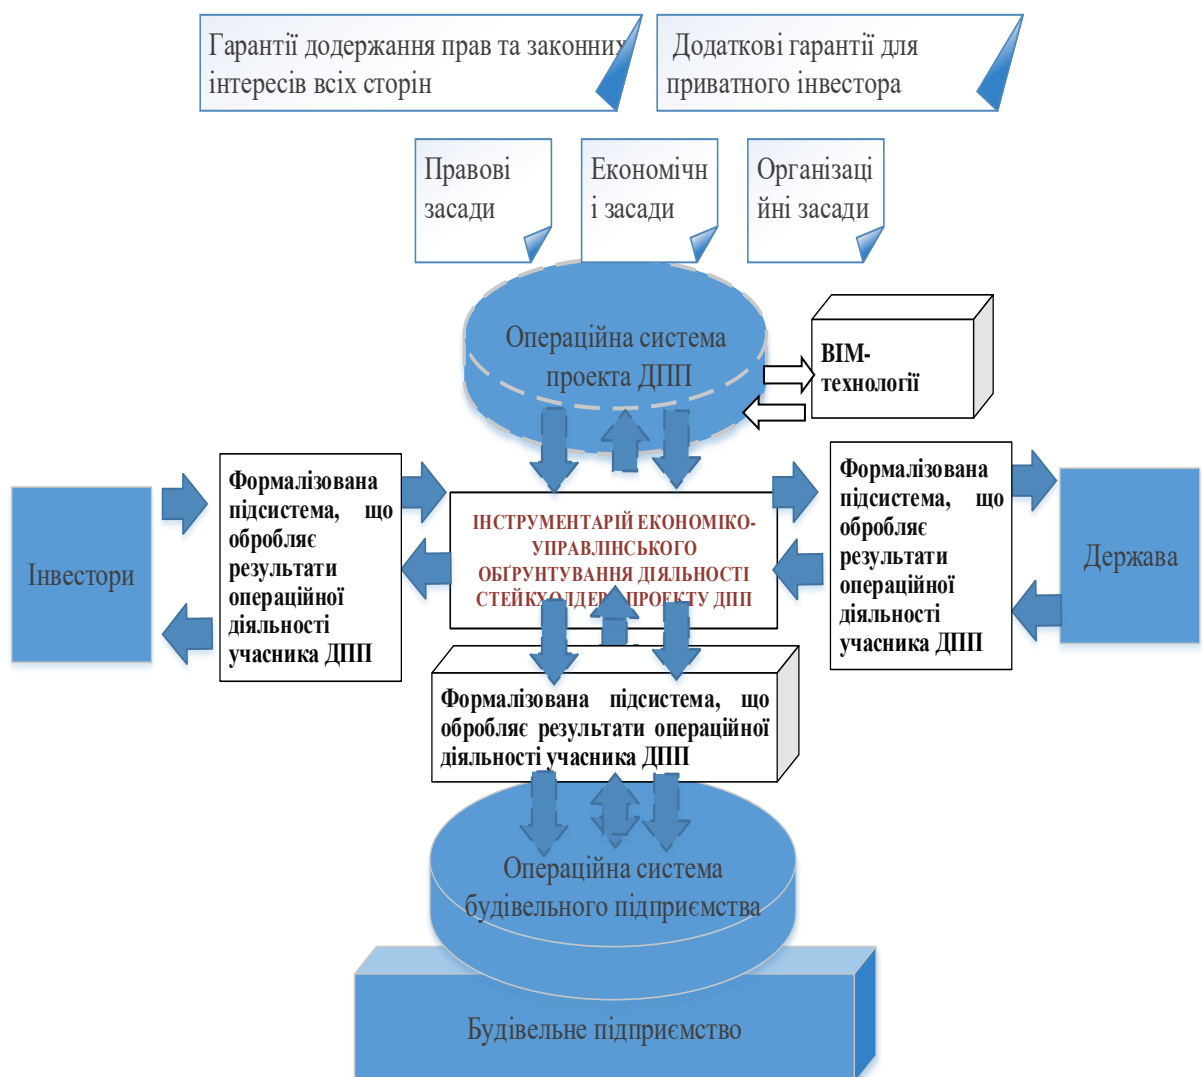 Гарантії додержання прав та законних
інтересів всіх сторін
Додаткові гарантії для
приватного інвестора
Правові
засади
Економічн
і засади
Організаці
йні засади
Операційна система
проекта ДПП
BIM-
технології
Інвестори
Формалізована
підсистема, що
обробляє
результати
операційної
діяльності
учасника ДПП
ІНСТРУМЕНТАРІЙ ЕКОНОМІКО-
УПРАВЛІНСЬКОГО
ОБҐРУНТУВАННЯ ДІЯЛЬНОСТІ
ПРОЕКТУ ДПП
Формалізована
підсистема, що
обробляє
результати
операційної
діяльності
учасника ДПП
Держава
Формалізована підсистема, що
обробляє результати операційної
діяльності учасника ДПП
Операційна система
будівельного підприємства
Будівельне підприємство